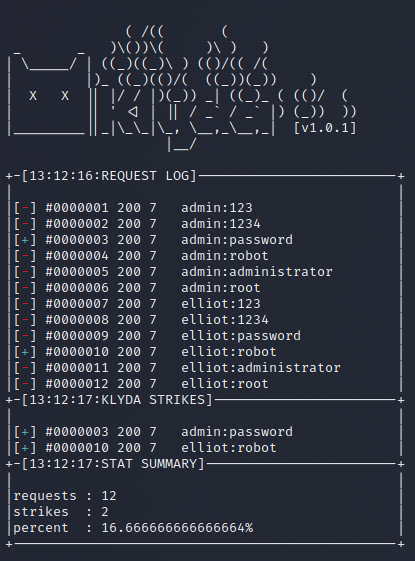 [v1.0.1]
+-[13:12:16:REQUEST LOG]
[-] #0000001 200 7 admin:123
[-] #0000002 200 7 admin:1234
[+] #0000003 200 7 admin:password
[-] #0000004 200 7 admin:robot
[-] #0000005 200 7 admin:administrator
[-] #0000006 200 7 admin:root
[-] #0000007 200 7 elliot:123
[-] #0000008 200 7 elliot:1234
[-] #0000009 200 7 elliot:password
[+] #0000010 200 7 elliot:robot
[-] #0000011 200 7 elliot:administrator
[-] #0000012 200 7 elliot:root
+-[13:12:17:KLYDA STRIKES]
[+] #0000003 200 7 admin:password
[+] #0000010 200 7 elliot:robot
+-[13:12:17:STAT SUMMARY]
requests : 12
strikes : 2
percent : 16.666666666666664%